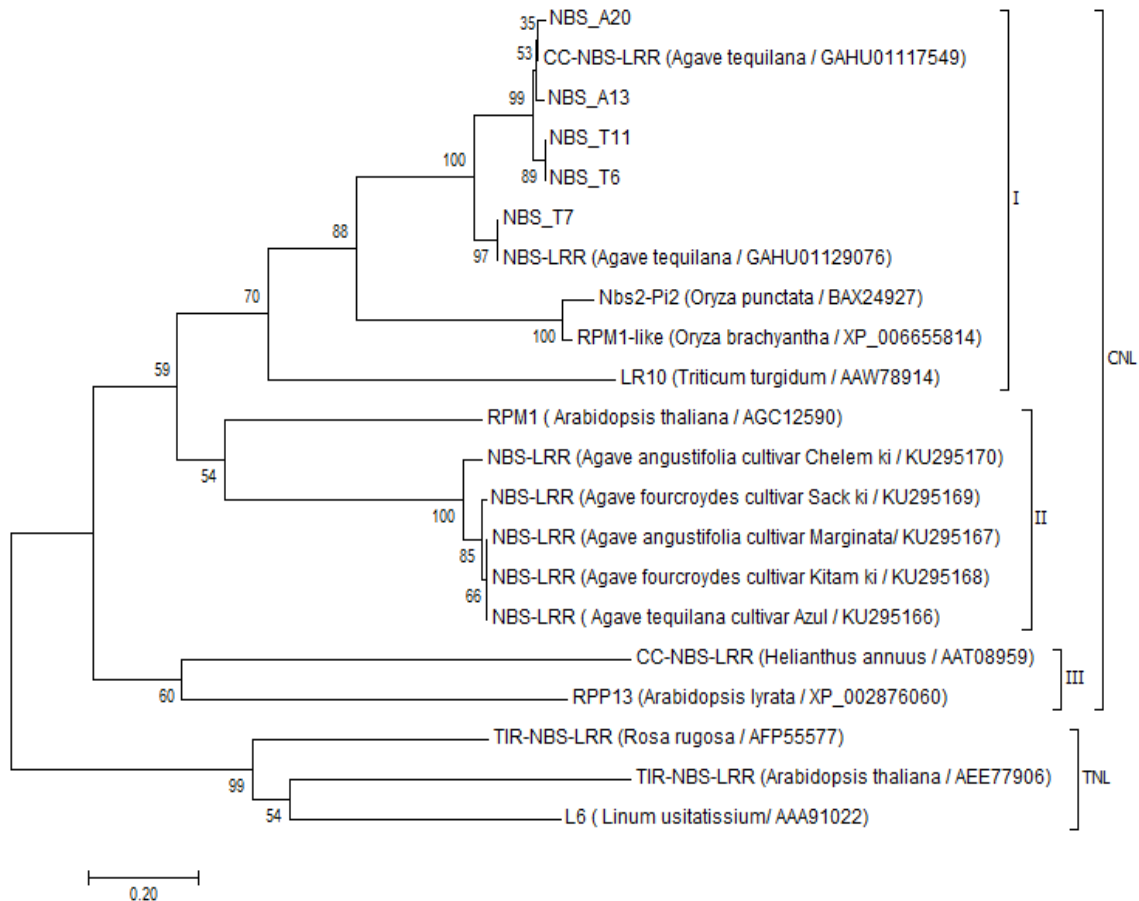 35
NBS_A20
53
CC-NBS-LRR (Agave tequilana / GAHU01117549)
99
NBS_A13
NBS_T11
100
89
NBS_T6
I
NBS_T7
88
97
NBS-LRR (Agave tequilana / GAHU01129076)
70
Nbs2-Pi2 (Oryza punctata / BAX24927)
100
RPM1-like (Oryza brachyantha / XP_006655814)
CNL
59
LR10 (Triticum turgidum / AAW78914)
RPM1 ( Arabidopsis thaliana / AGC12590)
54
NBS-LRR (Agave angustifolia cultivar Chelem ki / KU295170)
NBS-LRR (Agave fourcroydes cultivar Sack ki / KU295169)
100
II
NBS-LRR (Agave angustifolia cultivar Marginata/ KU295167)
85
NBS-LRR (Agave fourcroydes cultivar Kitam ki / KU295168)
66
NBS-LRR ( Agave tequilana cultivar Azul / KU295166)
CC-NBS-LRR (Helianthus annuus / AAT08959)
III
60
RPP13 (Arabidopsis lyrata / XP_002876060)
TIR-NBS-LRR (Rosa rugosa / AFP55577)
99
TIR-NBS-LRR (Arabidopsis thaliana / AEE77906)
TNL
54
L6 ( Linum usitatissium/ AAA91022)
0.20